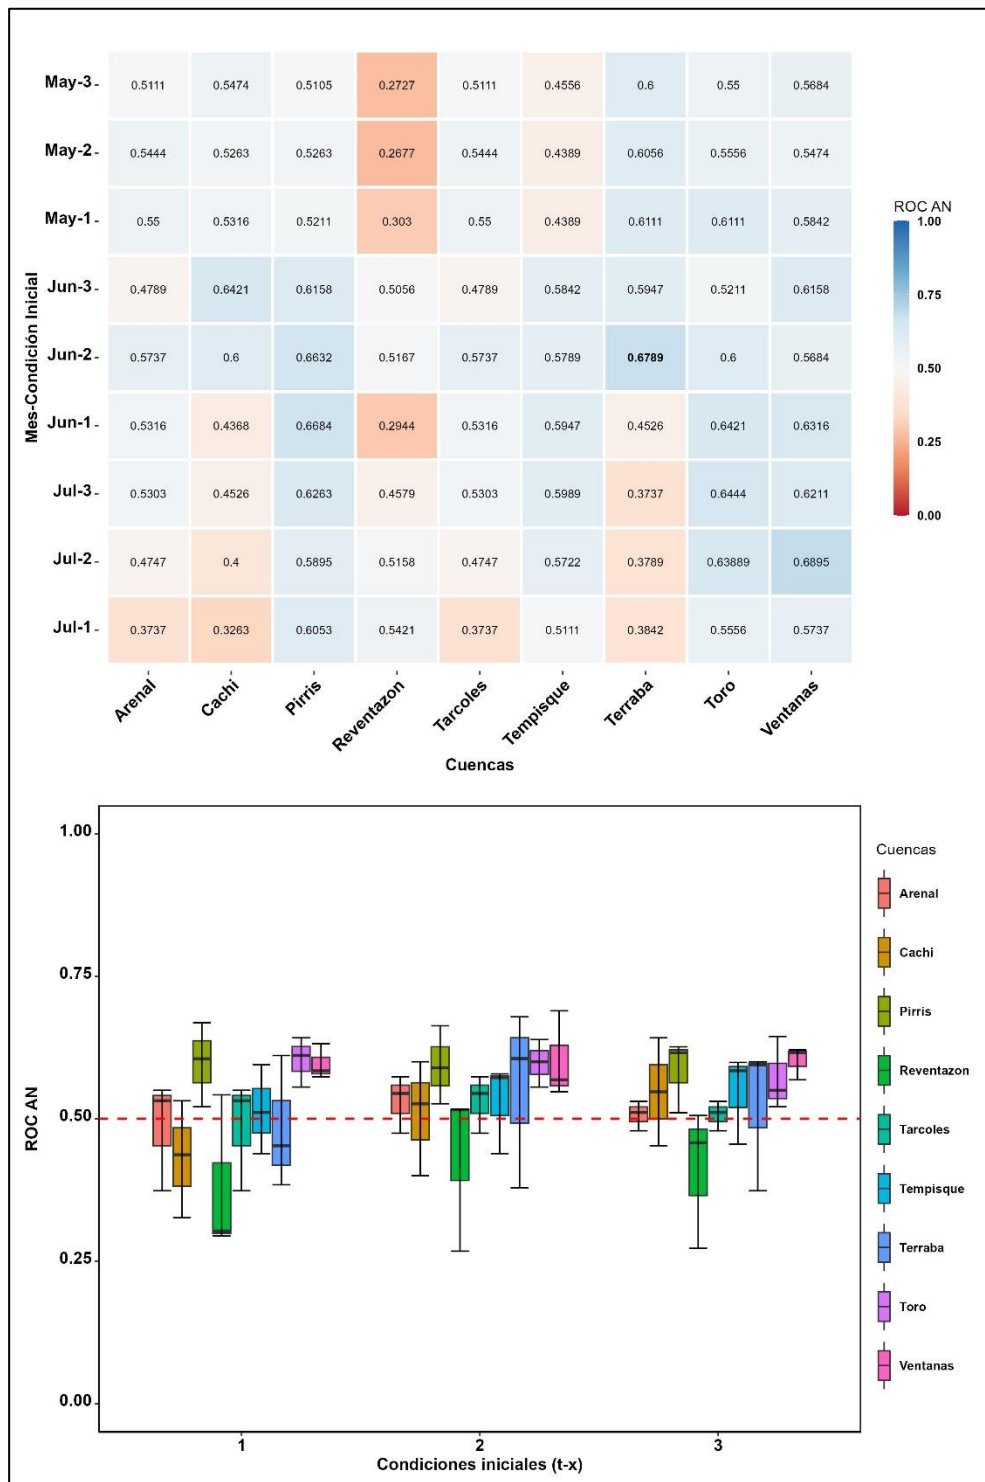 May-3 0.5111 0.5474 0.5105 0.2727 0.5111 0.4556 0.6 0.55 0.5684
May-2 0.5444 0.5263 0.5263 0.2677 0.5444 0.4389 0.6056 0.5556 0.5474
May-1 0.55 0.5316 0.5211 0.303 0.55 0.4389 0.6111 0.6111 0.5842
Jun-3 0.4789 0.6421 0.6158 0.5056 0.4789 0.5842 0.5947 0.5211 0.6158
Jun-2 0.5737 0.6 0.6632 0.5167 0.5737 0.5789 0.6789 0.6 0.5684
Jun-1 0.5316 0.4368 0.6684 0.2944 0.5316 0.5947 0.4526 0.6421 0.6316
Jul-3 0.5303 0.4526 0.6263 0.4579 0.5303 0.5989 0.3737 0.6444 0.6211
Jul-2 0.4747 0.4 0.5895 0.5158 0.4747 0.5722 0.3789 0.63889 0.6895
Jul-1 0.3737 0.3263 0.6053 0.5421 0.3737 0.5111 0.3842 0.5556 0.5737
Mes-Condición Inicial
Arenal Cachi Pirris Reventazon Tarcoles Tempisque Terraba Toro Ventanas
Cuencas
ROC AN
1.00
0.75
0.50
0.25
0.00
ROC AN
1.00
0.75
0.50
0.25
0.00
1 2 3
Condiciones iniciales (t-x)
Cuencas
Arenal
Cachi
Pirris
Reventazon
Tarcoles
Tempisque
Terraba
Toro
Ventanas